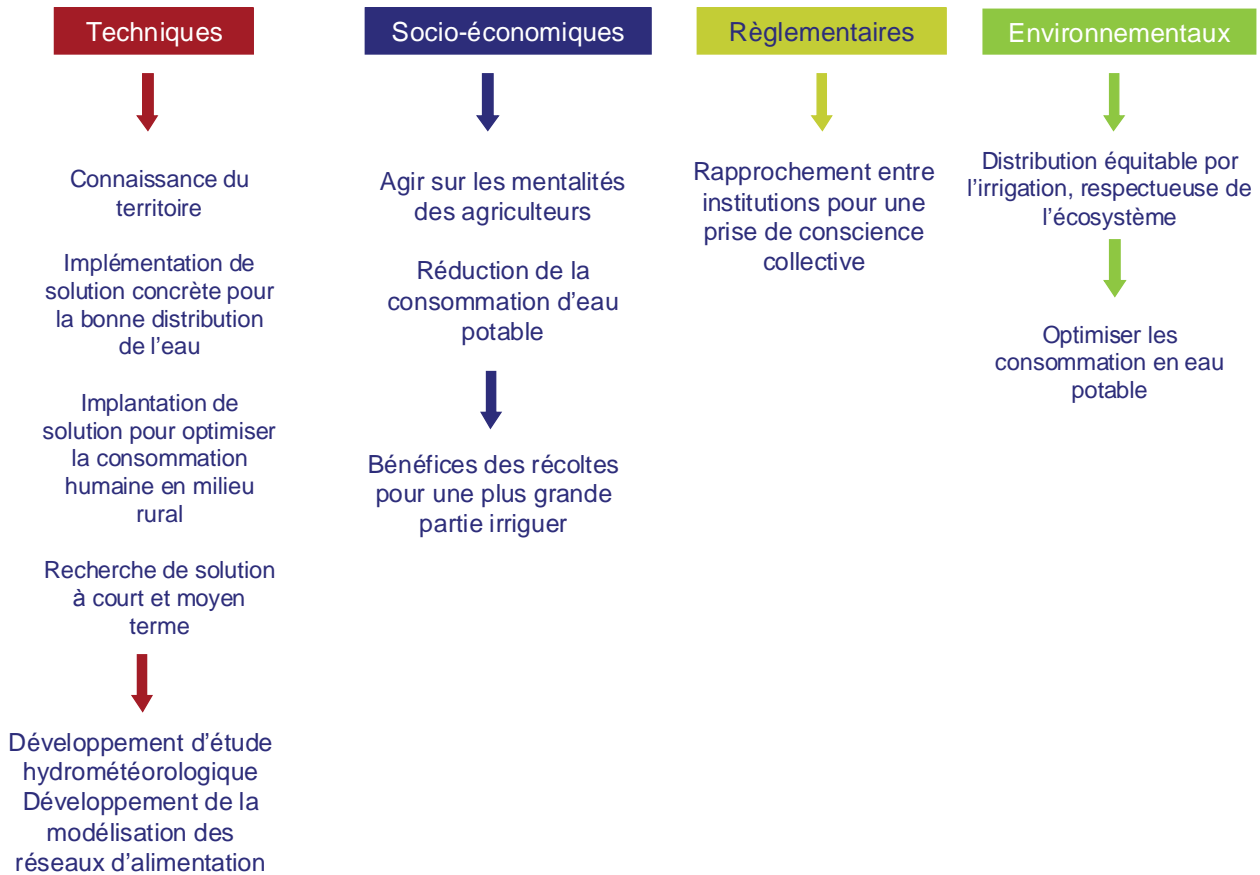 Techniques
Connaissance du
territoire
Implémentation de
solution concrète pour
la bonne distribution
de l'eau
Implantation de
solution pour optimiser
la consommation
humaine en milieu
rural
Recherche de solution
à court et moyen
terme
Développement d'étude
hydrométéorologique
Développement de la
modélisation des
réseaux d'alimentation
Socio-économiques
Agir sur les mentalités
des agriculteurs
Réduction de la
consommation d'eau
potable
Bénéfices des récoltes
pour une plus grande
partie irriguer
Règlementaires
Rapprochement entre
institutions pour une
prise de conscience
collective
Environnementaux
Distribution équitable por
l'irrigation, respectueuse de
l'écosystème
Optimiser les
consommation en eau
potable